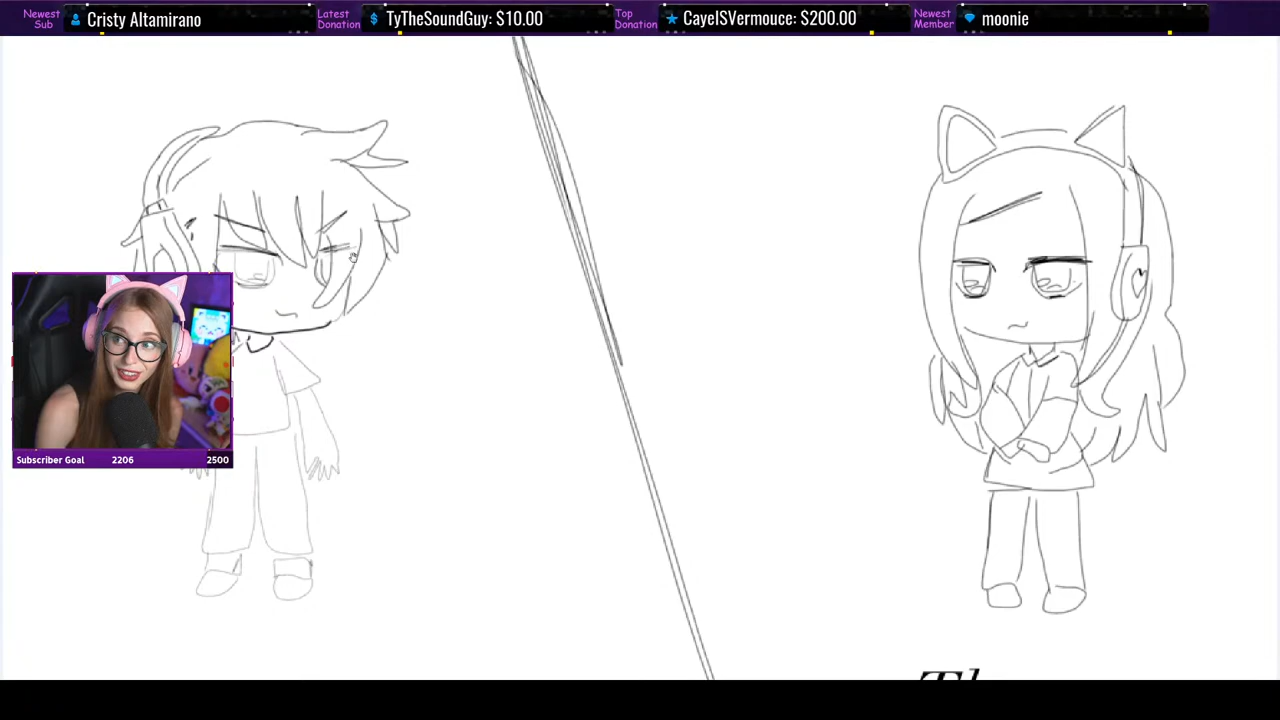 Newest Sub
Cristy Altamirano
Latest Donation
TyTheSoundGuy: $10.00
Top Donation
CayeISVermouce: $200.00
Newest Member
moonie
Subscriber Goal 2206 2500